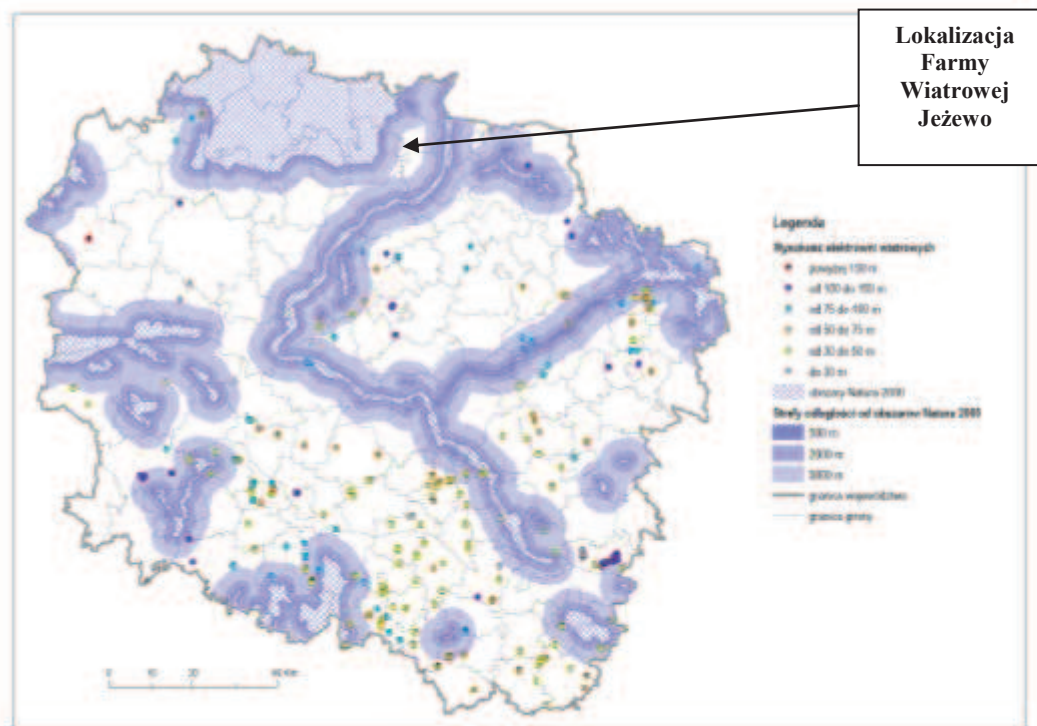 Lokalizacja
Farmy
Wiatrowej
Jeżewo
Legenda
Wysokość elektrowni wiatrowych
powyżej 150 m
od 100 do 150 m
od 75 do 100 m
od 50 do 75 m
od 30 do 50 m
do 30 m
obszary Natura 2000
Strefy odległości od obszarów Natura 2000
500 m
2000 m
granica województwa
granica gminy
0 10 20 40 Km